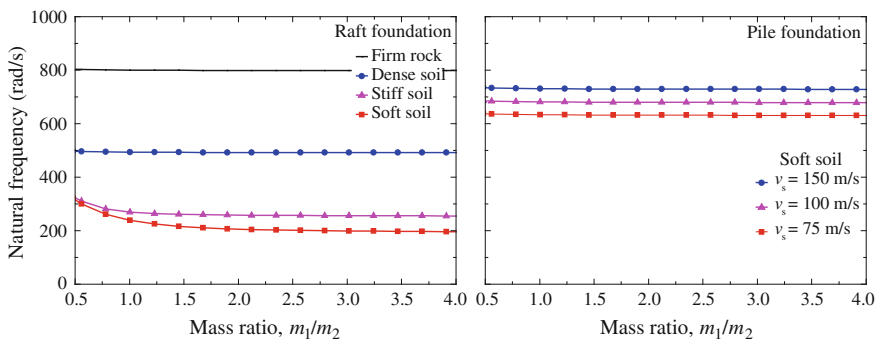 Raft foundation
Firm rock
Dense soil
Stiff soil
Soft soil
Natural frequency (rad/s)
1000
800
600
400
200
0
0.5 1.0 1.5 2.0 2.5 3.0 3.5 4.0
Mass ratio, m1/m2
Pile foundation
Soft soil
vs = 150 m/s
vs = 100 m/s
vs = 75 m/s
0.5 1.0 1.5 2.0 2.5 3.0 3.5 4.0
Mass ratio, m1/m2